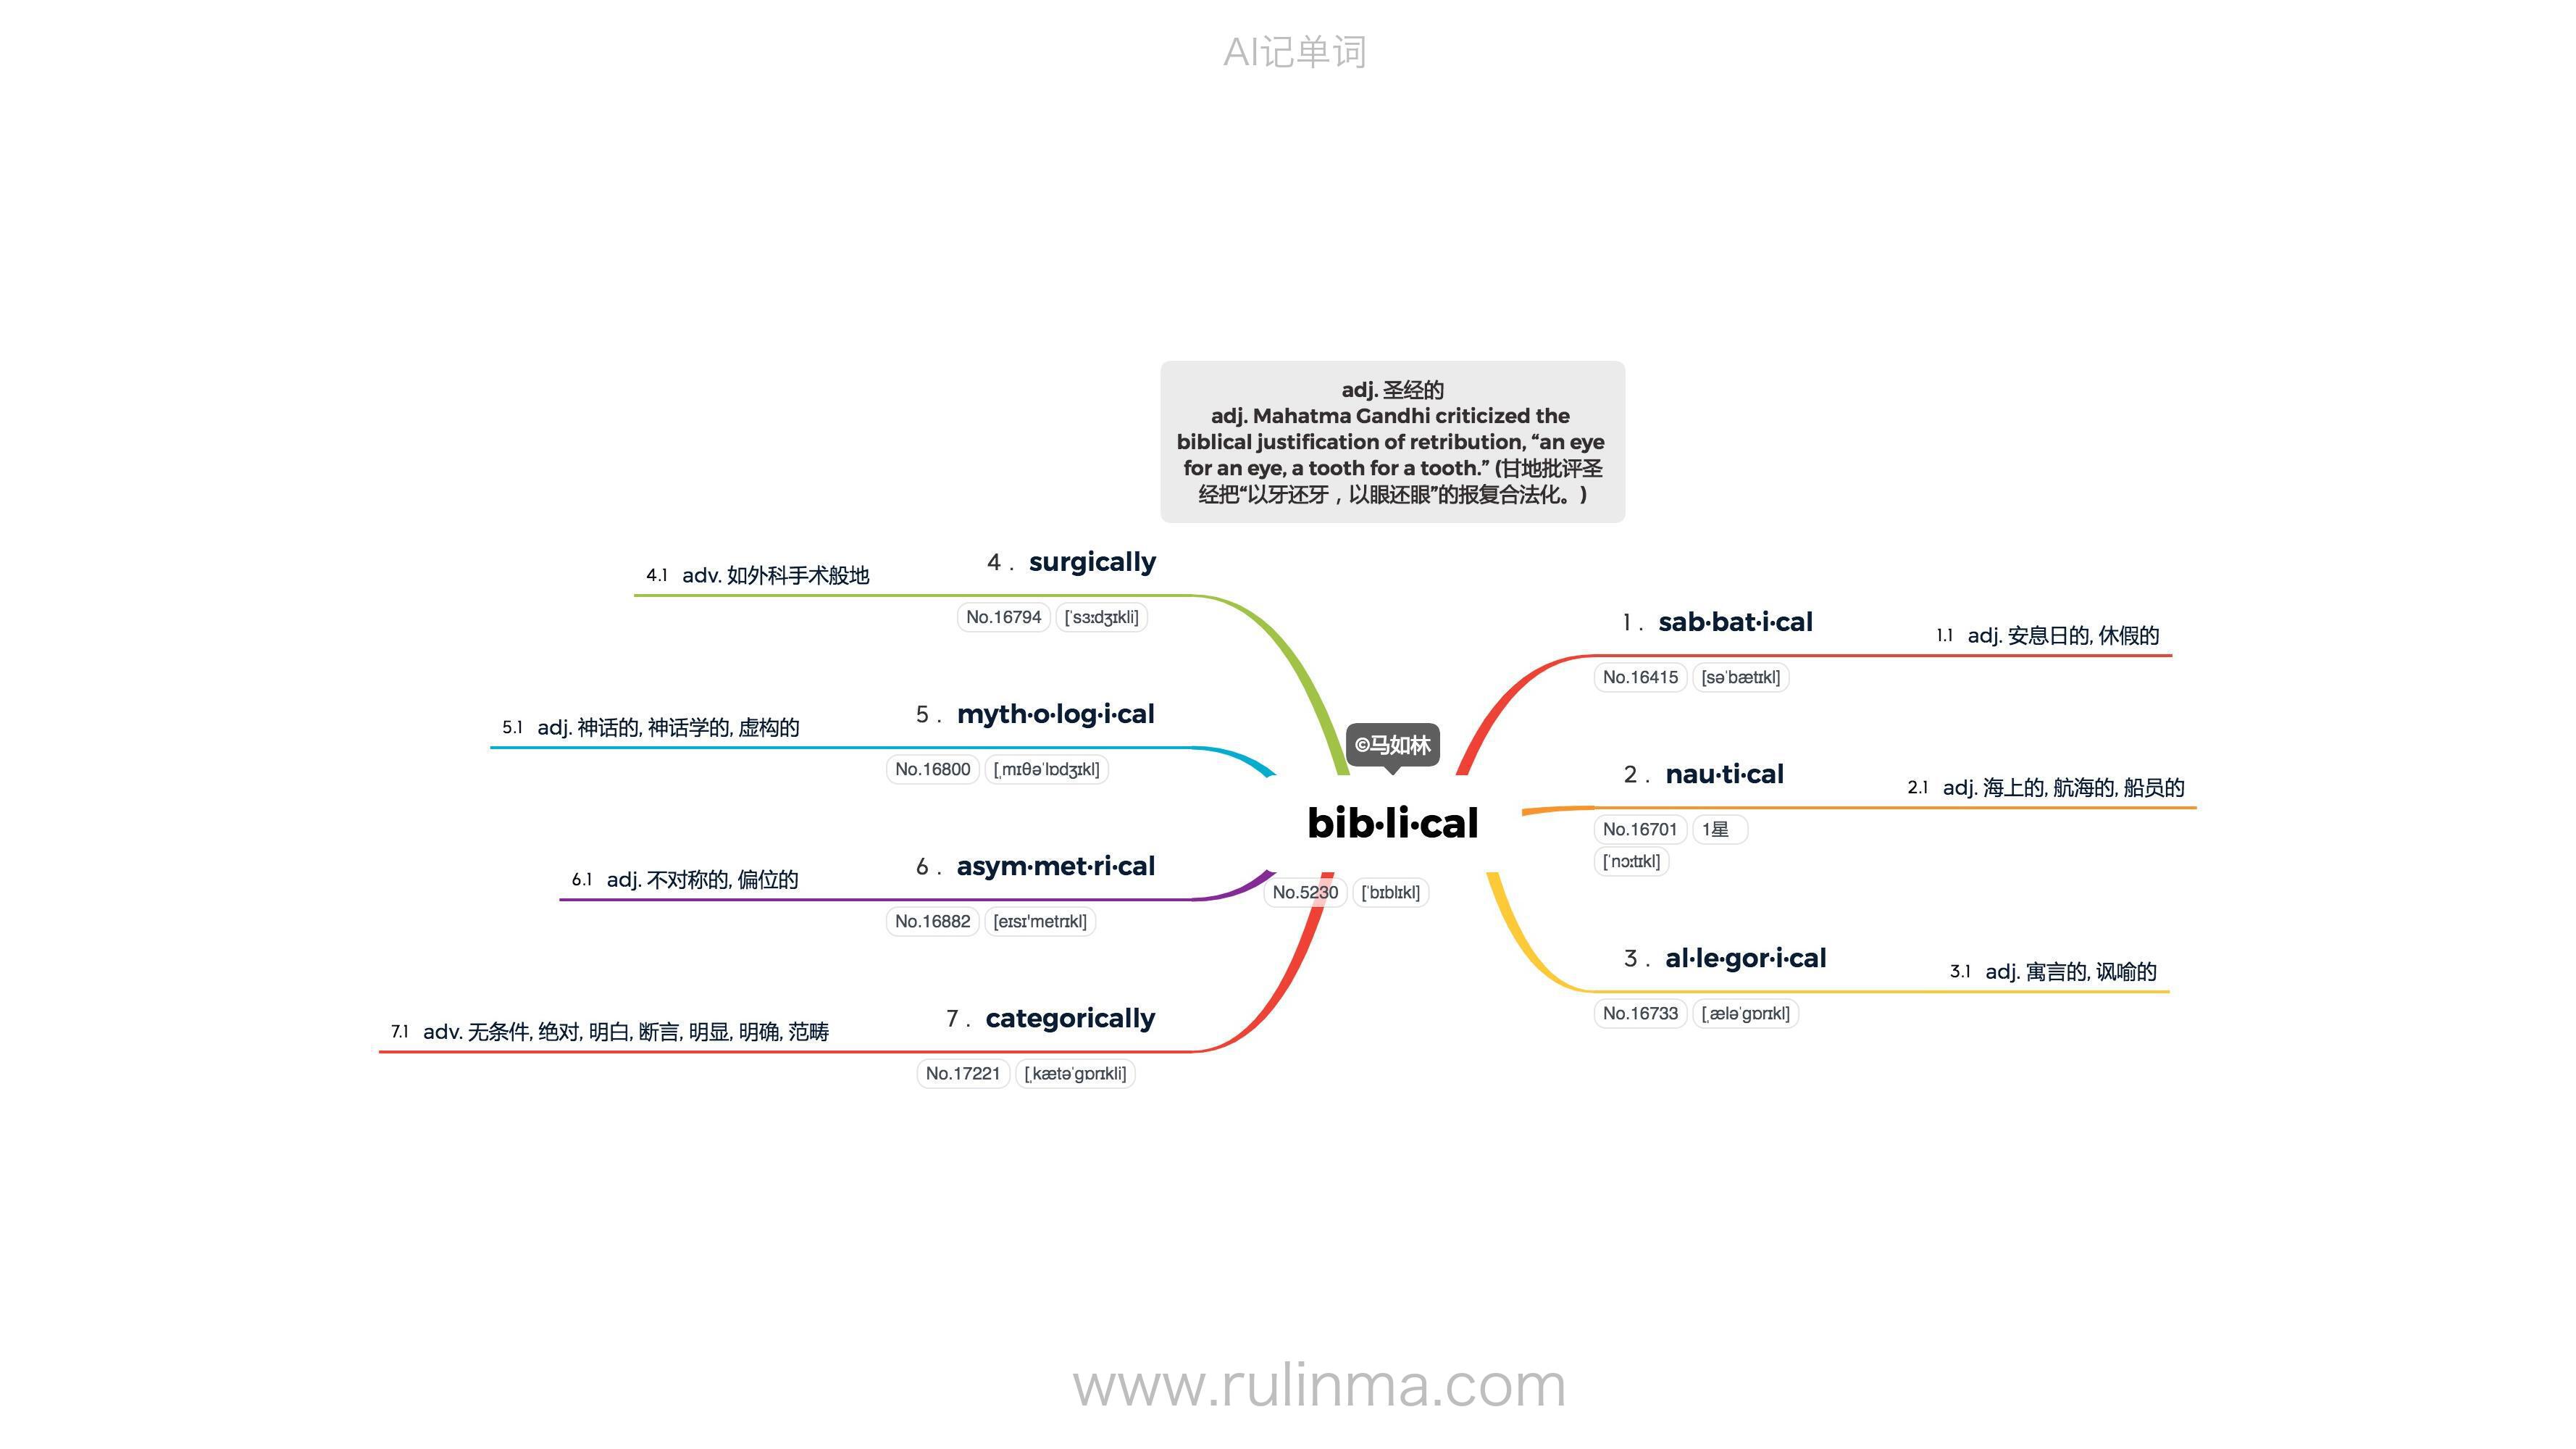 AI记单词
adj. 圣经的
adj. Mahatma Gandhi criticized the
biblical justification of retribution, “an eye
for an eye, a tooth for a tooth.” (甘地批评圣
经把“以牙还牙，以眼还眼”的报复合法化。)
©马如林
bib·li·cal
No.5230 [ˈbɪblɪkl]
1. sab·bat·i·cal
No.16415 [səˈbætɪkl]
1.1 adj. 安息日的, 休假的
2. nau·ti·cal
No.16701 1星
[ˈnɔːtɪkl]
2.1 adj. 海上的, 航海的, 船员的
3. al·le·gor·i·cal
No.16733 [ˌæləˈɡɒrɪkl]
3.1 adj. 寓言的, 讽喻的
4. surgically
No.16794 [ˈsɜːdʒɪkli]
4.1 adv. 如外科手术般地
5. myth·o·log·i·cal
No.16800 [ˌmɪθəˈlɒdʒɪkl]
5.1 adj. 神话的, 神话学的, 虚构的
6. asym·met·ri·cal
No.16882 [eɪsɪ'metrɪkl]
6.1 adj. 不对称的, 偏位的
7. categorically
No.17221 [ˌkætəˈɡɒrɪkli]
7.1 adv. 无条件, 绝对, 明白, 断言, 明显, 明确, 范畴
www.rulinma.com